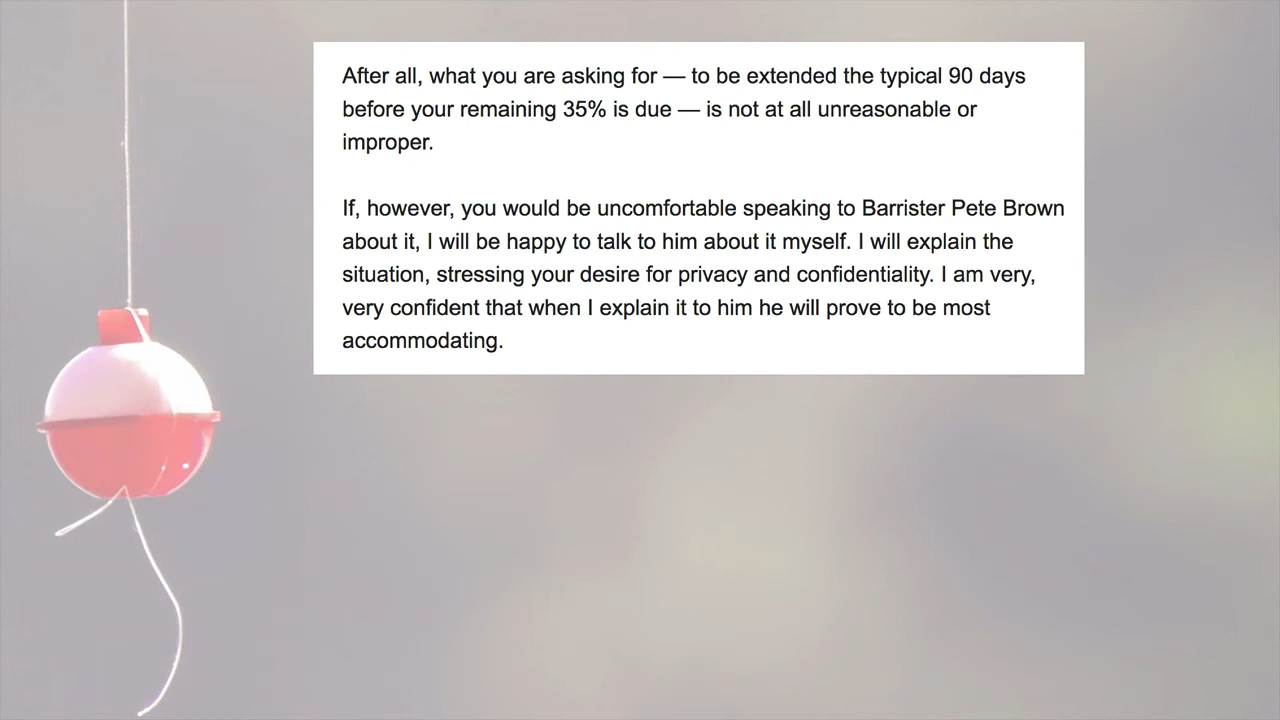 After all, what you are asking for — to be extended the typical 90 days
before your remaining 35% is due — is not at all unreasonable or
improper.
If, however, you would be uncomfortable speaking to Barrister Pete Brown
about it, I will be happy to talk to him about it myself. I will explain the
situation, stressing your desire for privacy and confidentiality. I am very,
very confident that when I explain it to him he will prove to be most
accommodating.